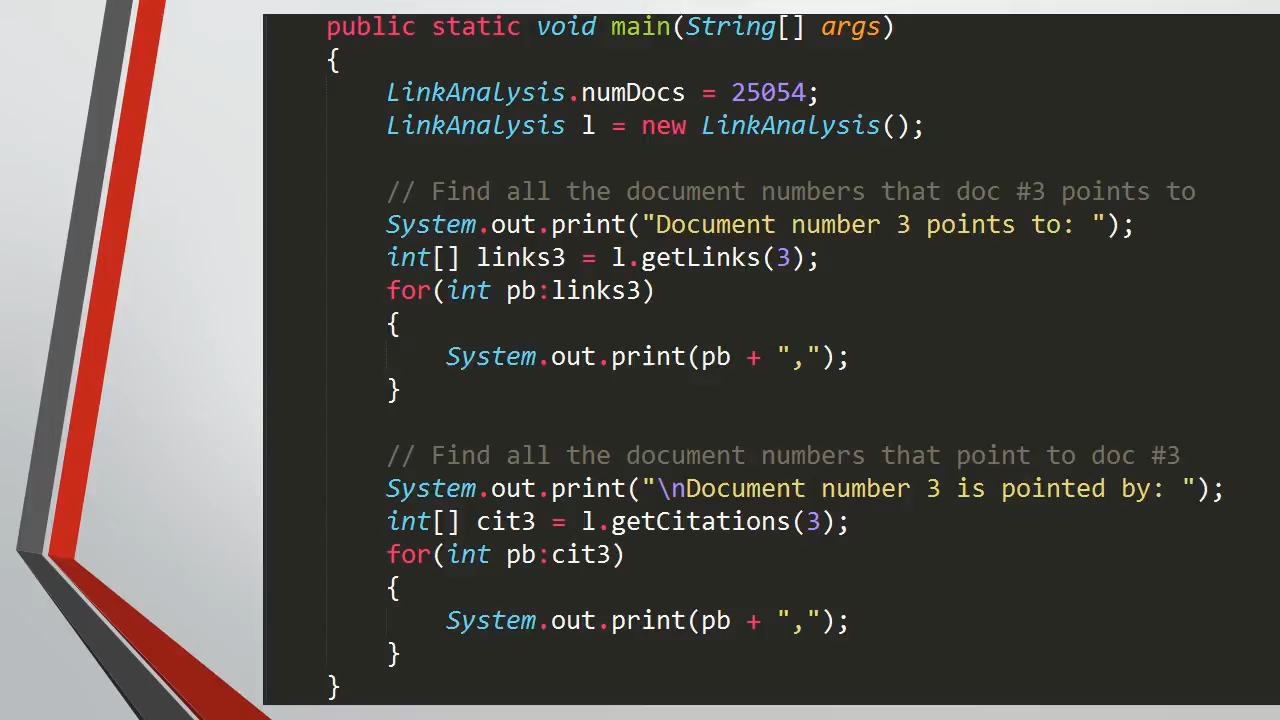 public static void main(String[] args)
{
LinkAnalysis.numDocs = 25054;
LinkAnalysis l = new LinkAnalysis();
// Find all the document numbers that doc #3 points to
System.out.print("Document number 3 points to: ");
int[] links3 = l.getLinks(3);
for(int pb:links3)
{
System.out.print(pb + ",");
}
// Find all the document numbers that point to doc #3
System.out.print("\nDocument number 3 is pointed by: ");
int[] cit3 = l.getCitations(3);
for(int pb:cit3)
{
System.out.print(pb + ",");
}
}